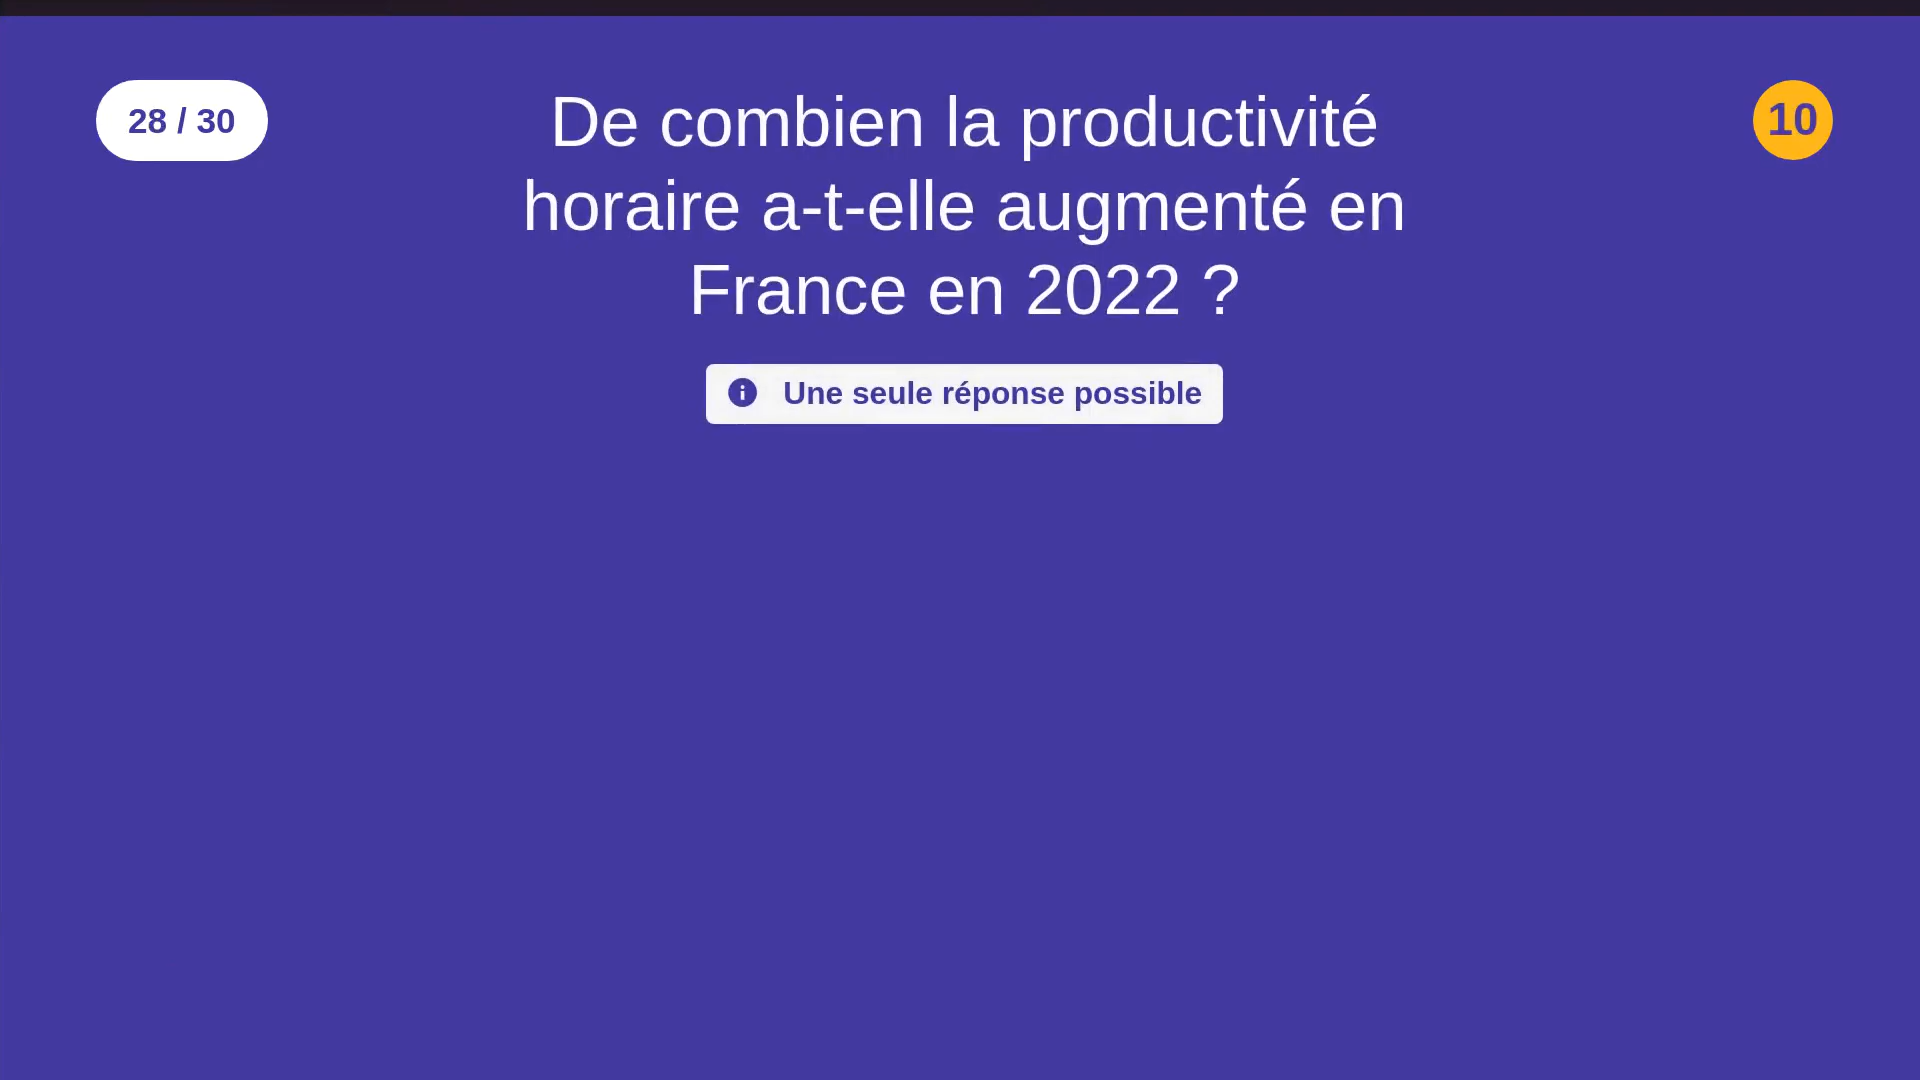 28 / 30
De combien la productivité
horaire a-t-elle augmenté en
France en 2022 ?
10
Une seule réponse possible